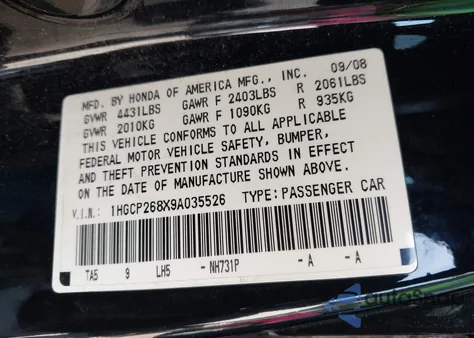 MFD. BY HONDA OF AMERICA MFG., INC. 09/08
GVWR 4431LBS GAWR F 2403LBS R 2061LBS
GVWR 2010KG GAWR F 1090KG R 935KG
THIS VEHICLE CONFORMS TO ALL APPLICABLE
FEDERAL MOTOR VEHICLE SAFETY, BUMPER,
AND THEFT PREVENTION STANDARDS IN EFFECT
ON THE DATE OF MANUFACTURE SHOWN ABOVE.
V.I.N.: 1HGCP268X9A035526 TYPE:PASSENGER CAR
TA5 9 LH5 -NH731P -A -A